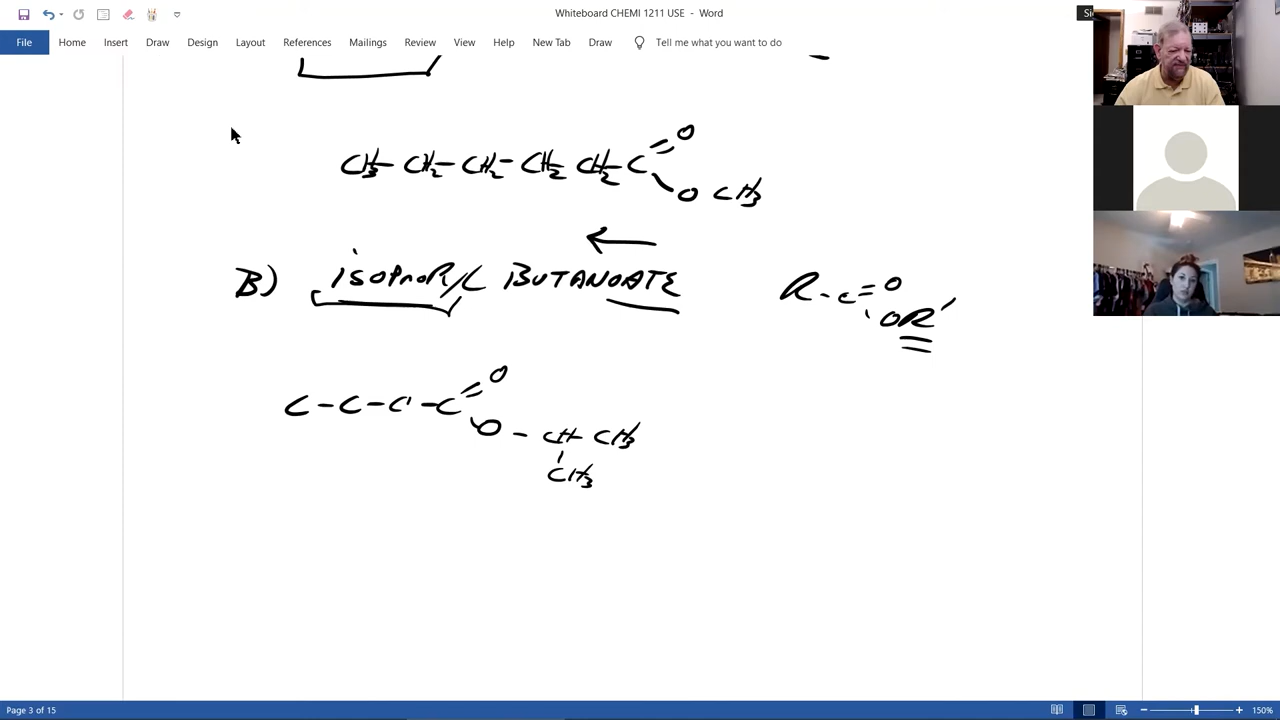 Whiteboard CHEMI 1211 USE - Word
File Home Insert Draw Design Layout References Mailings Review View Help New Tab Draw Tell me what you want to do
O
CH3-CH2-CH2-CH2-CH2-C
O CH3
B) isopropyl BUTANOATE
R-C=O
OR'
O
C-C-C-C
O-CH-CH3
CH3
Page 3 of 15
150%